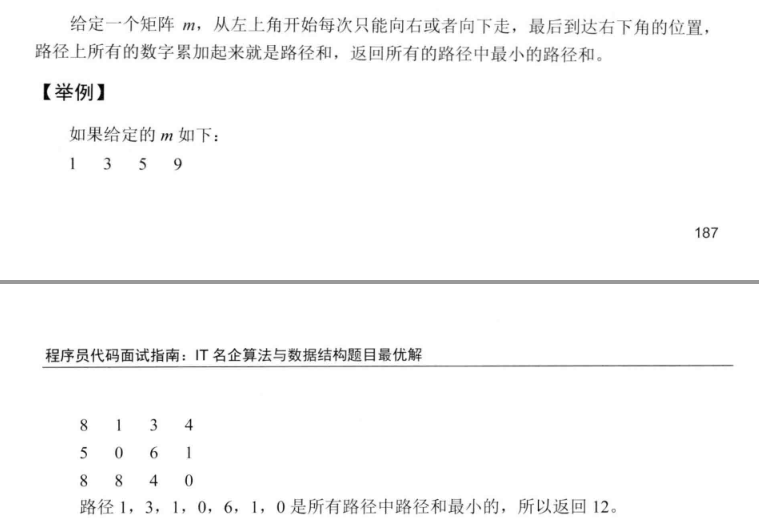 给定一个矩阵 m，从左上角开始每次只能向右或者向下走，最后到达右下角的位置，
路径上所有的数字累加起来就是路径和，返回所有的路径中最小的路径和。
【举例】
如果给定的 m 如下：
1 3 5 9
187
程序员代码面试指南：IT 名企算法与数据结构题目最优解
8 1 3 4
5 0 6 1
8 8 4 0
路径 1，3，1，0，6，1，0 是所有路径中路径和最小的，所以返回 12。